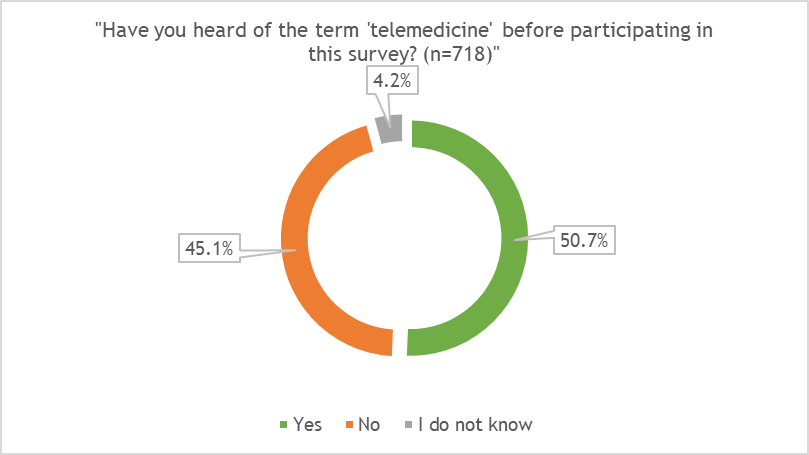 "Have you heard of the term 'telemedicine' before participating in
this survey? (n=718)"
4.2%
45.1%
50.7%
Yes No I do not know